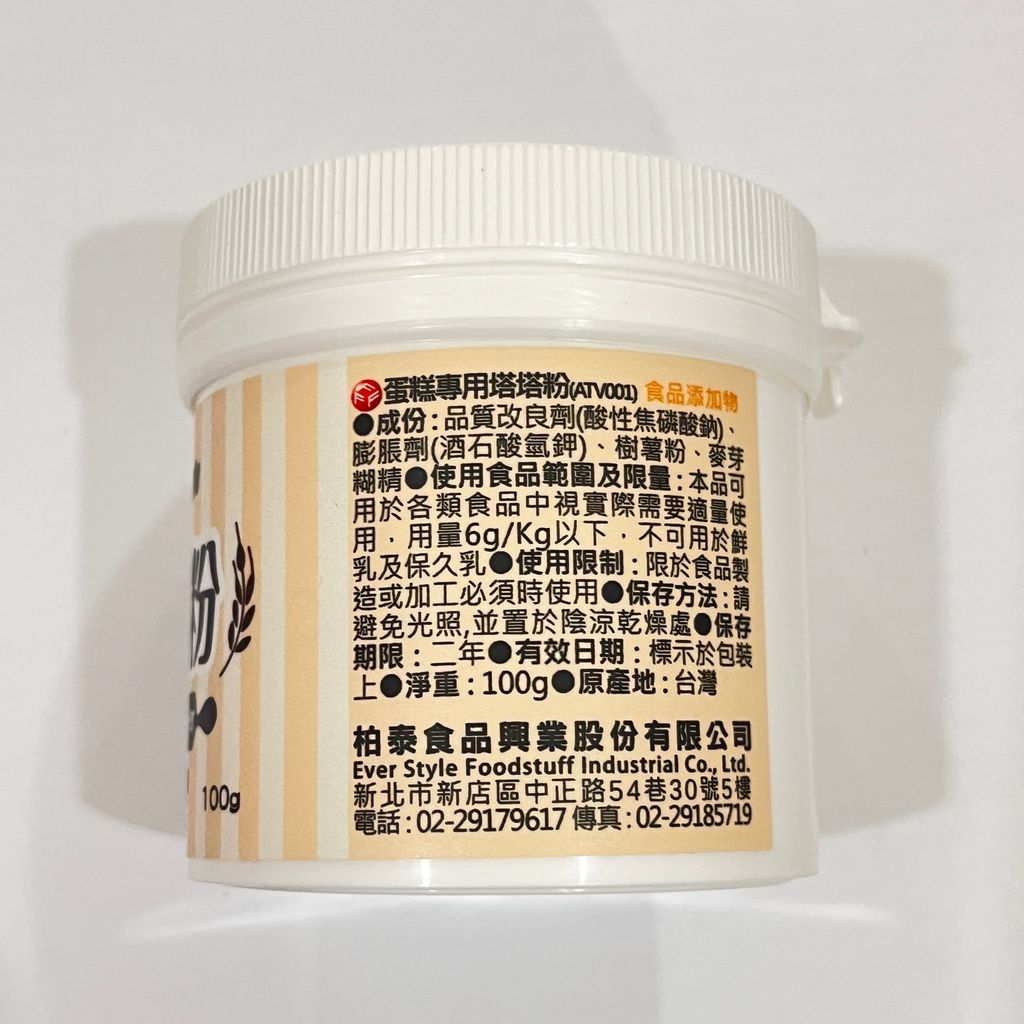 蛋糕專用塔塔粉(ATV001) 食品添加物
●成份：品質改良劑(酸性焦磷酸鈉)、
膨脹劑(酒石酸氫鉀)、樹薯粉、麥芽
糊精●使用食品範圍及限量：本品可
用於各類食品中視實際需要適量使
用，用量6g/Kg以下，不可用於鮮
乳及保久乳●使用限制：限於食品製
造或加工必須時使用●保存方法：請
避免光照,並置於陰涼乾燥處●保存
期限：二年●有效日期：標示於包裝
上●淨重：100g●原產地：台灣
柏泰食品興業股份有限公司
Ever Style Foodstuff Industrial Co., Ltd.
新北市新店區中正路54巷30號5樓
電話：02-29179617 傳真：02-29185719
粉
100g